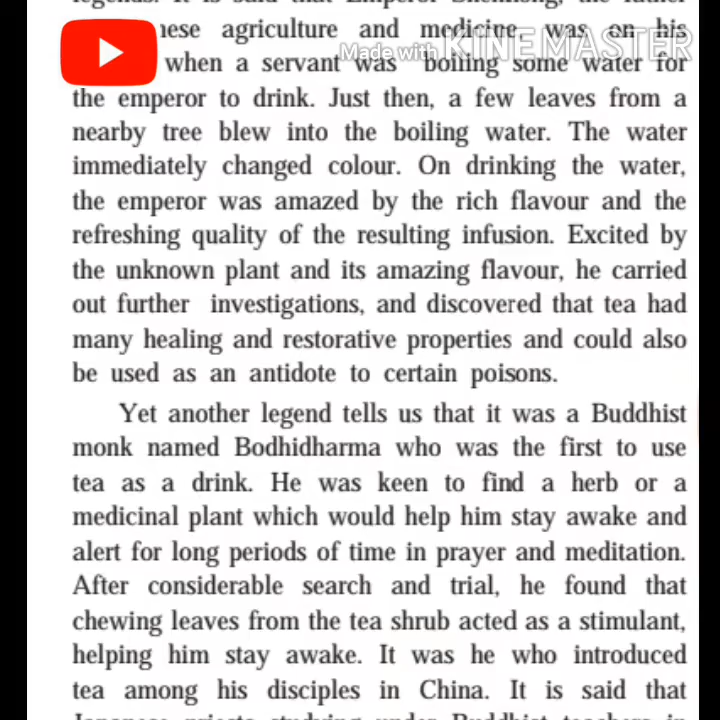 legends. It is said that Emperor Shennong, the father
nese agriculture and medicine, was on his
Made with KINEMASTER
when a servant was boiling some water for
the emperor to drink. Just then, a few leaves from a
nearby tree blew into the boiling water. The water
immediately changed colour. On drinking the water,
the emperor was amazed by the rich flavour and the
refreshing quality of the resulting infusion. Excited by
the unknown plant and its amazing flavour, he carried
out further investigations, and discovered that tea had
many healing and restorative properties and could also
be used as an antidote to certain poisons.
Yet another legend tells us that it was a Buddhist
monk named Bodhidharma who was the first to use
tea as a drink. He was keen to find a herb or a
medicinal plant which would help him stay awake and
alert for long periods of time in prayer and meditation.
After considerable search and trial, he found that
chewing leaves from the tea shrub acted as a stimulant,
helping him stay awake. It was he who introduced
tea among his disciples in China. It is said that
Japanese priests studying under Buddhist teachers in